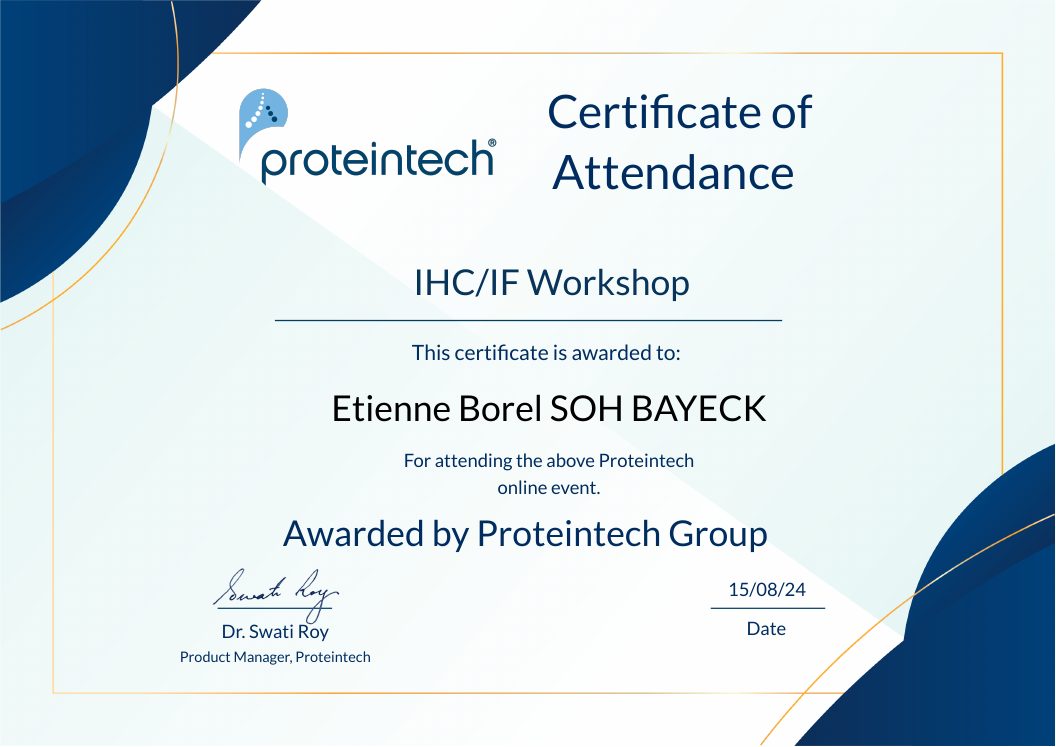 proteintech®
Certificate of
Attendance
IHC/IF Workshop
This certificate is awarded to:
Etienne Borel SOH BAYECK
For attending the above Proteintech
online event.
Awarded by Proteintech Group
Swati Roy
15/08/24
Dr. Swati Roy
Date
Product Manager, Proteintech